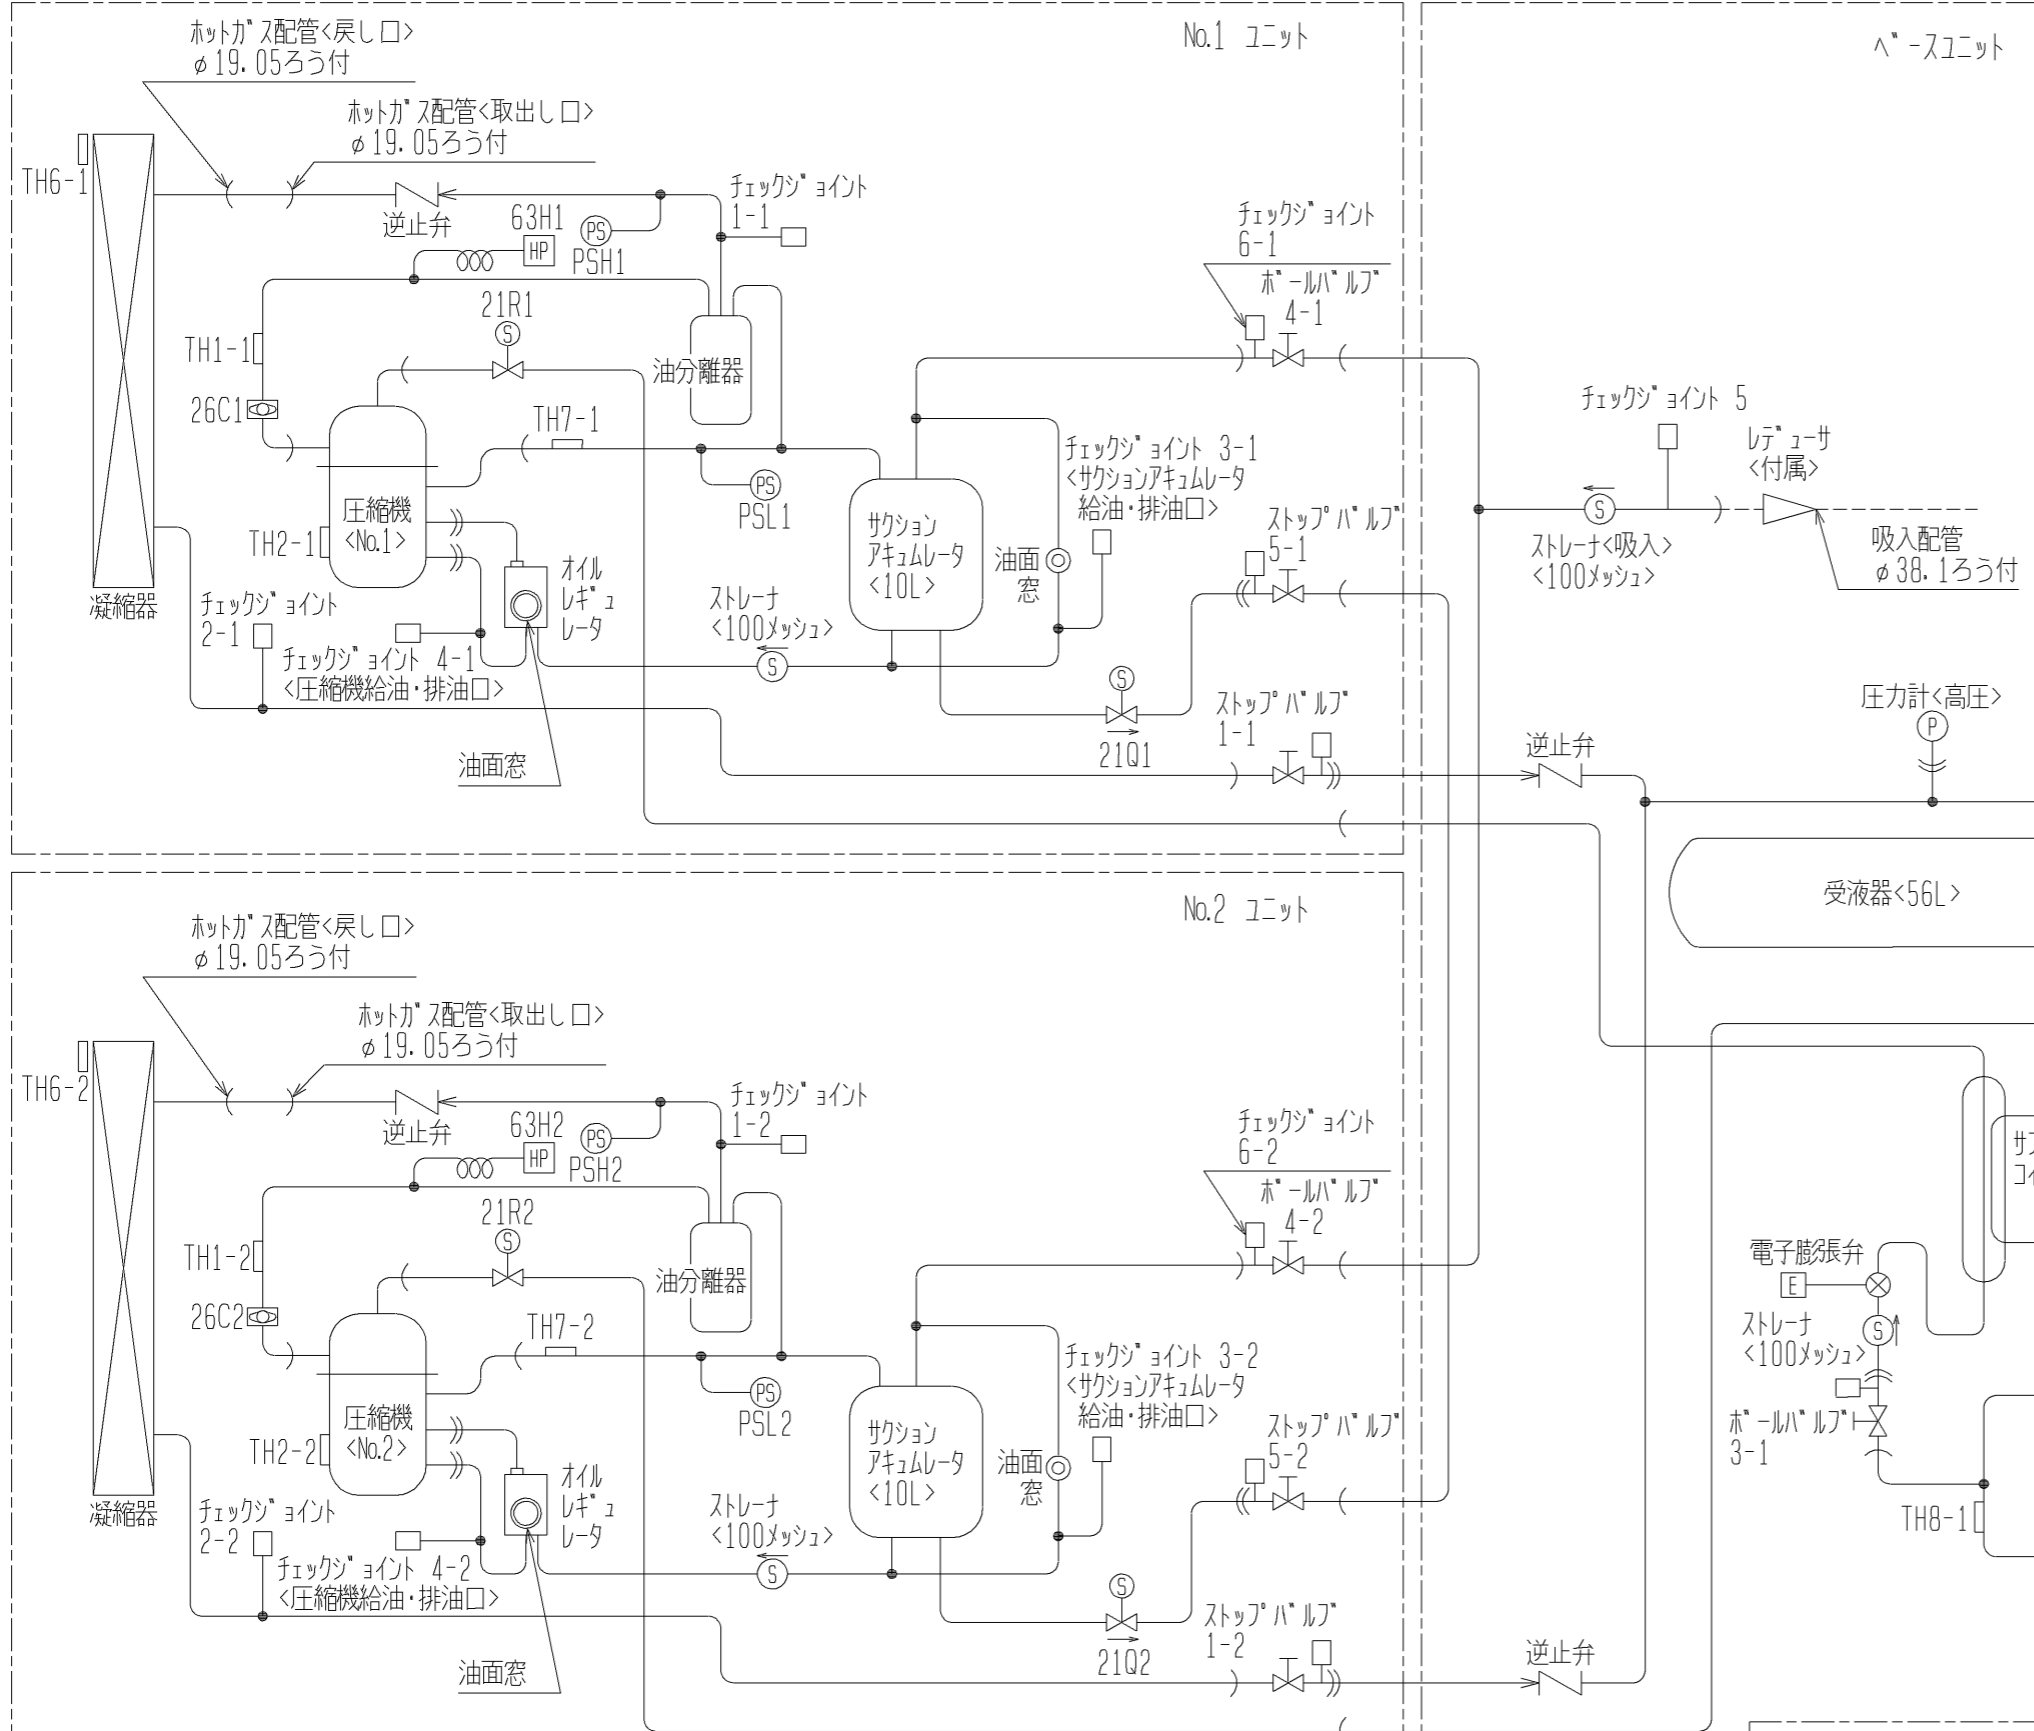 No.1 ユニット
ベースユニット
ホットガス配管<戻し口>
φ19.05ろう付
ホットガス配管<取出し口>
φ19.05ろう付
TH6-1
逆止弁
63H1
HP
PS
PSH1
チェックジョイント
1-1
チェックジョイント
6-1
ボールバルブ
4-1
21R1
S
TH1-1
油分離器
26C1
TH7-1
チェックジョイント 5
レデューサ
<付属>
チェックジョイント 3-1
<サクションアキュムレータ
給油・排油口>
PS
PSL1
圧縮機
<No.1>
TH2-1
サクション
アキュムレータ
<10L>
油面
窓
ストップバルブ
5-1
S
ストレーナ<吸入>
<100メッシュ>
吸入配管
φ38.1ろう付
オイル
レギュ
レータ
ストレーナ
<100メッシュ>
S
凝縮器
チェックジョイント
2-1
チェックジョイント 4-1
<圧縮機給油・排油口>
油面窓
S
21Q1
ストップバルブ
1-1
逆止弁
圧力計<高圧>
P
受液器<56L>
No.2 ユニット
ホットガス配管<戻し口>
φ19.05ろう付
ホットガス配管<取出し口>
φ19.05ろう付
TH6-2
逆止弁
63H2
HP
PS
PSH2
チェックジョイント
1-2
チェックジョイント
6-2
ボールバルブ
4-2
21R2
S
TH1-2
油分離器
26C2
TH7-2
チェックジョイント 3-2
<サクションアキュムレータ
給油・排油口>
PS
PSL2
圧縮機
<No.2>
TH2-2
サクション
アキュムレータ
<10L>
油面
窓
ストップバルブ
5-2
オイル
レギュ
レータ
ストレーナ
<100メッシュ>
S
凝縮器
チェックジョイント
2-2
チェックジョイント 4-2
<圧縮機給油・排油口>
油面窓
S
21Q2
ストップバルブ
1-2
逆止弁
電子膨張弁
E
ストレーナ
<100メッシュ>
S
ボールバルブ
3-1
TH8-1